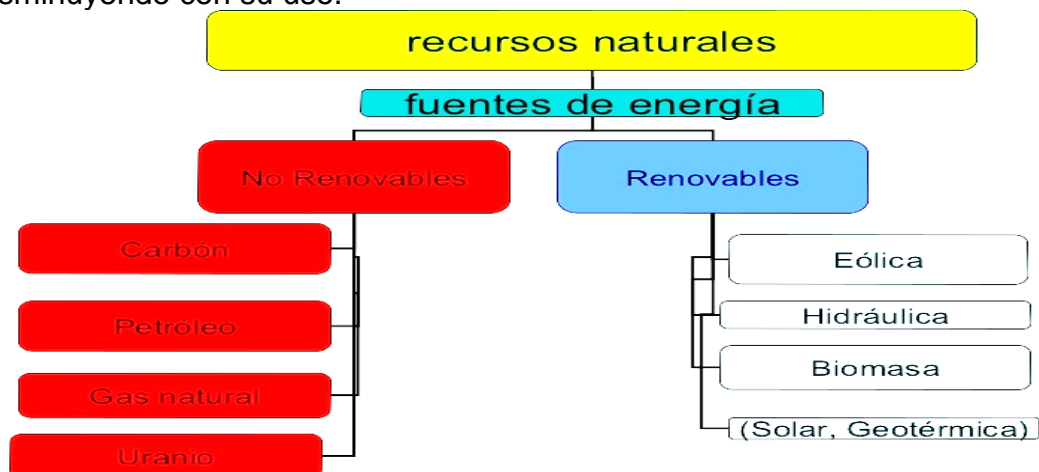 con su uso.
recursos naturales
fuentes de energía
No Renovables
Renovables
Carbón
Eólica
Petróleo
Hidráulica
Gas natural
Biomasa
Uranio
(Solar, Geotérmica)